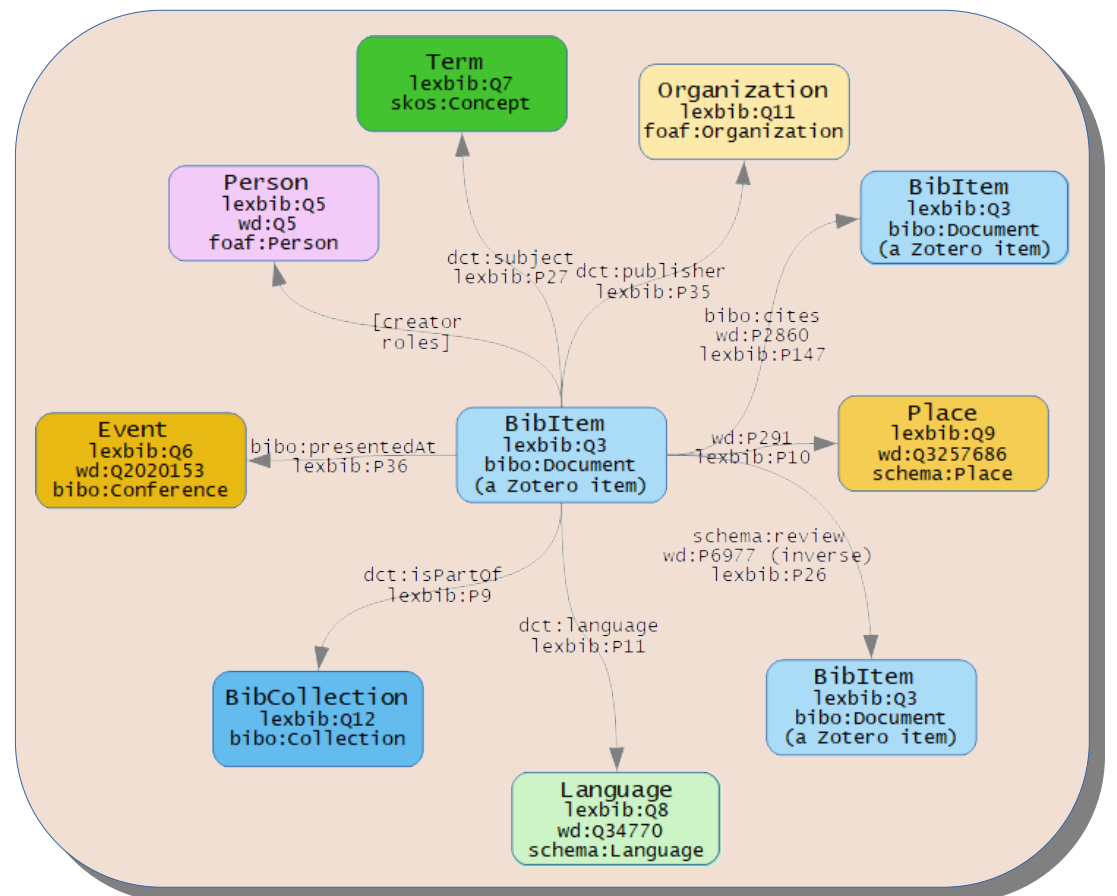 Term
lexbib:Q7
skos:Concept
Organization
lexbib:Q11
foaf:Organization
Person
lexbib:Q5
wd:Q5
foaf:Person
BibItem
lexbib:Q3
bibo:Document
(a Zotero item)
dct:subject
lexbib:P27
dct:publisher
lexbib:P35
[creator
roles]
bibo:cites
wd:P2860
lexbib:P147
Event
lexbib:Q6
wd:Q2020153
bibo:Conference
bibo:presentedAt
lexbib:P36
BibItem
lexbib:Q3
bibo:Document
(a Zotero item)
wd:P291
lexbib:P10
Place
lexbib:Q9
wd:Q3257686
schema:Place
schema:review
wd:P6977 (inverse)
lexbib:P26
dct:isPartOf
lexbib:P9
dct:language
lexbib:P11
BibCollection
lexbib:Q12
bibo:Collection
BibItem
lexbib:Q3
bibo:Document
(a Zotero item)
Language
lexbib:Q8
wd:Q34770
schema:Language